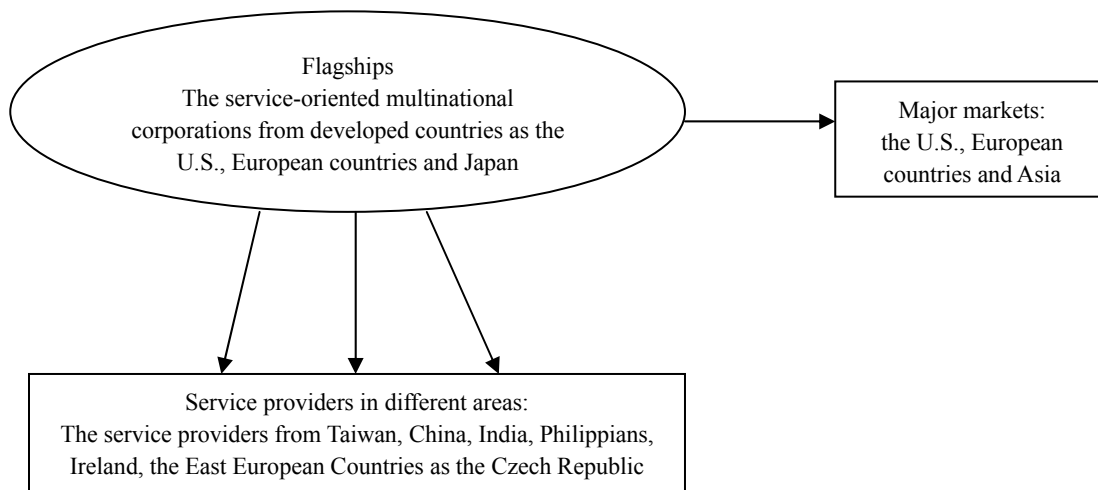 Flagships
The service-oriented multinational
corporations from developed countries as the
U.S., European countries and Japan
Major markets:
the U.S., European
countries and Asia
Service providers in different areas:
The service providers from Taiwan, China, India, Philippians,
Ireland, the East European Countries as the Czech Republic